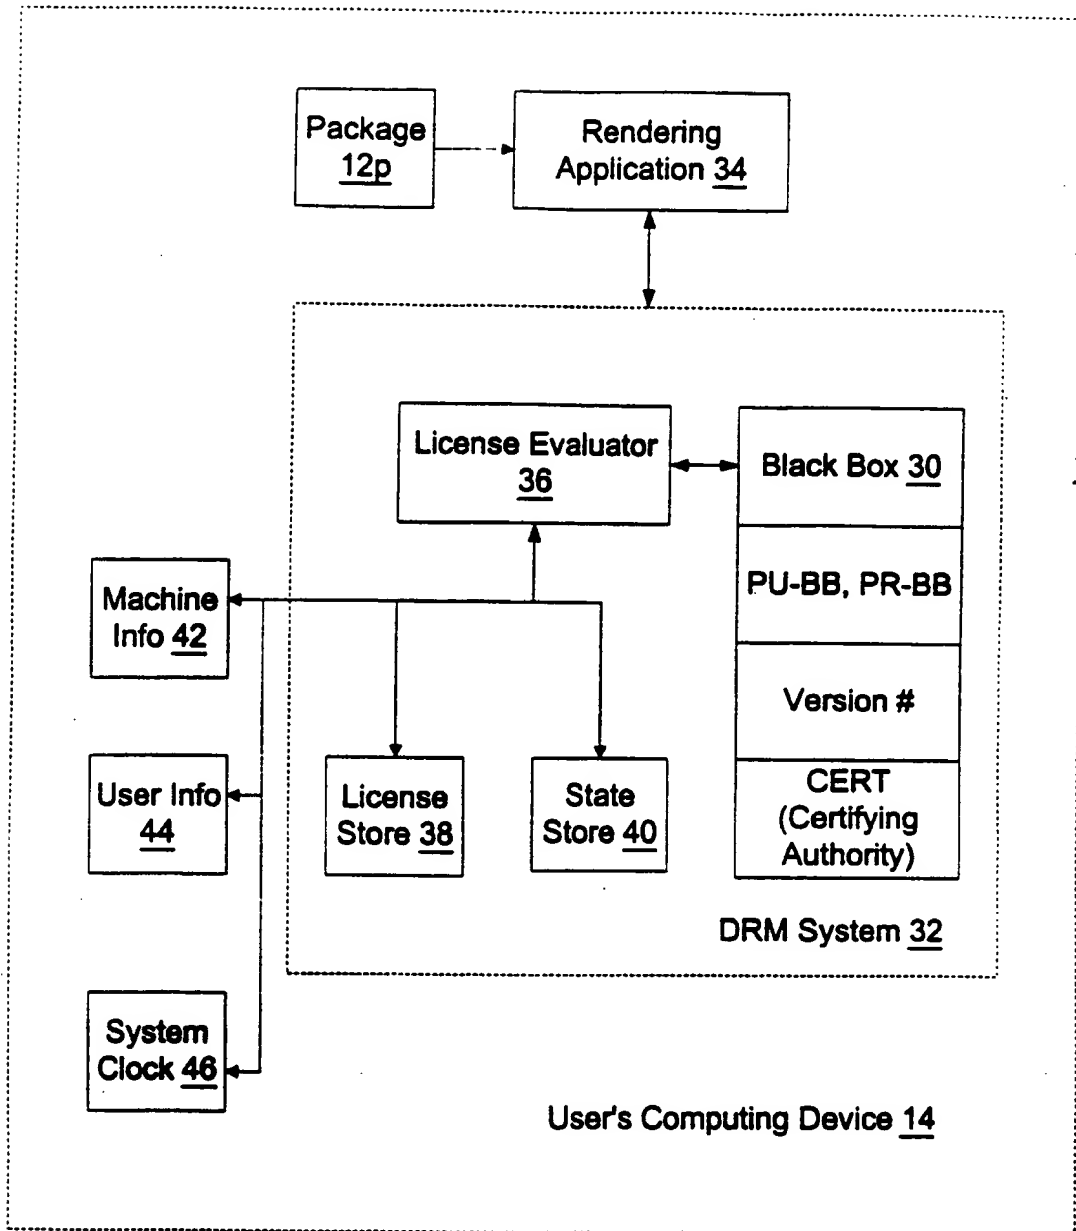 Package
12p
Rendering
Application 34
License Evaluator
36
Black Box 30
PU-BB, PR-BB
Version #
CERT
(Certifying
Authority)
Machine
Info 42
User Info
44
License
Store 38
State
Store 40
DRM System 32
System
Clock 46
User's Computing Device 14